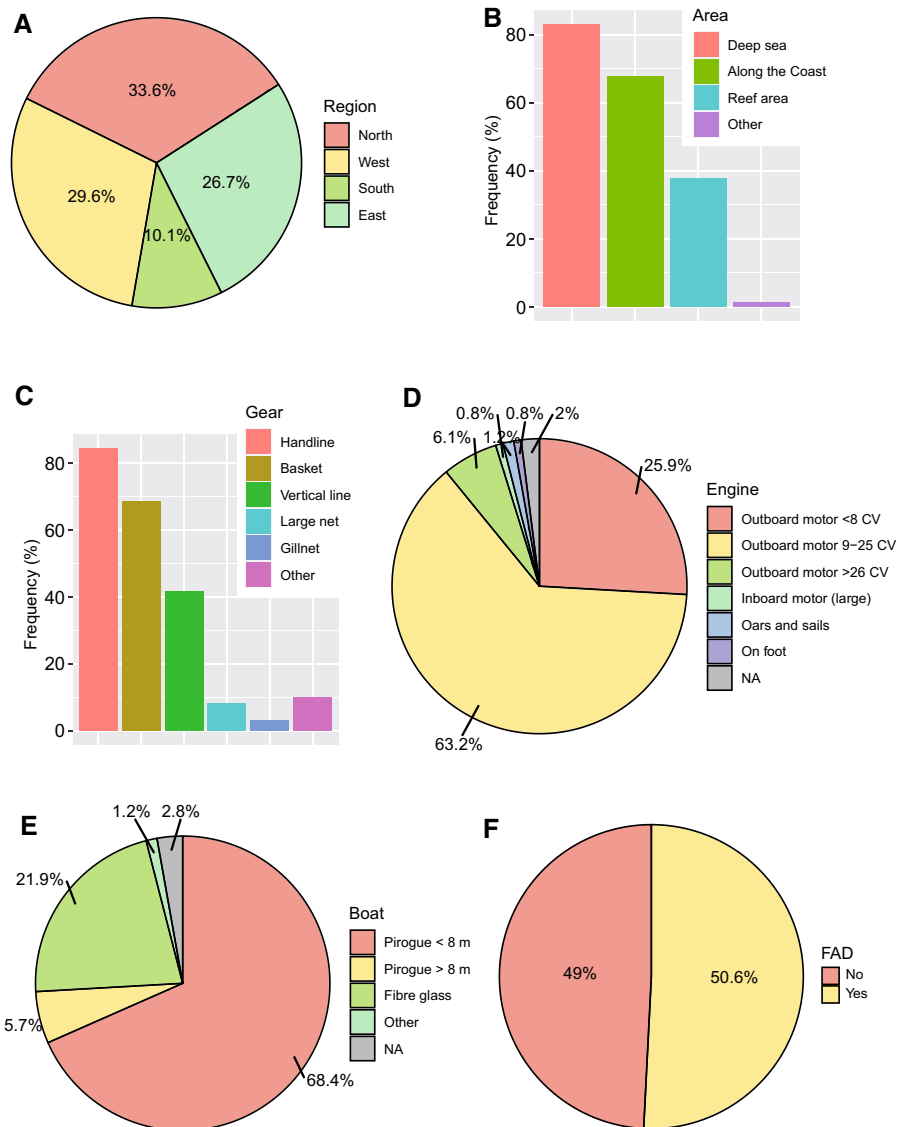 A
33.6%
29.6%
26.7%
10.1%
Region
North
West
South
East
B
Frequency (%)
80
60
40
20
0
Area
Deep sea
Along the Coast
Reef area
Other
C
Frequency (%)
80
60
40
20
0
Gear
Handline
Basket
Vertical line
Large net
Gillnet
Other
D
0.8% 0.8% 2%
6.1% 1.2%
25.9%
63.2%
Engine
Outboard motor <8 CV
Outboard motor 9−25 CV
Outboard motor >26 CV
Inboard motor (large)
Oars and sails
On foot
NA
E
1.2% 2.8%
21.9%
5.7%
68.4%
Boat
Pirogue < 8 m
Pirogue > 8 m
Fibre glass
Other
NA
F
49%
50.6%
FAD
No
Yes